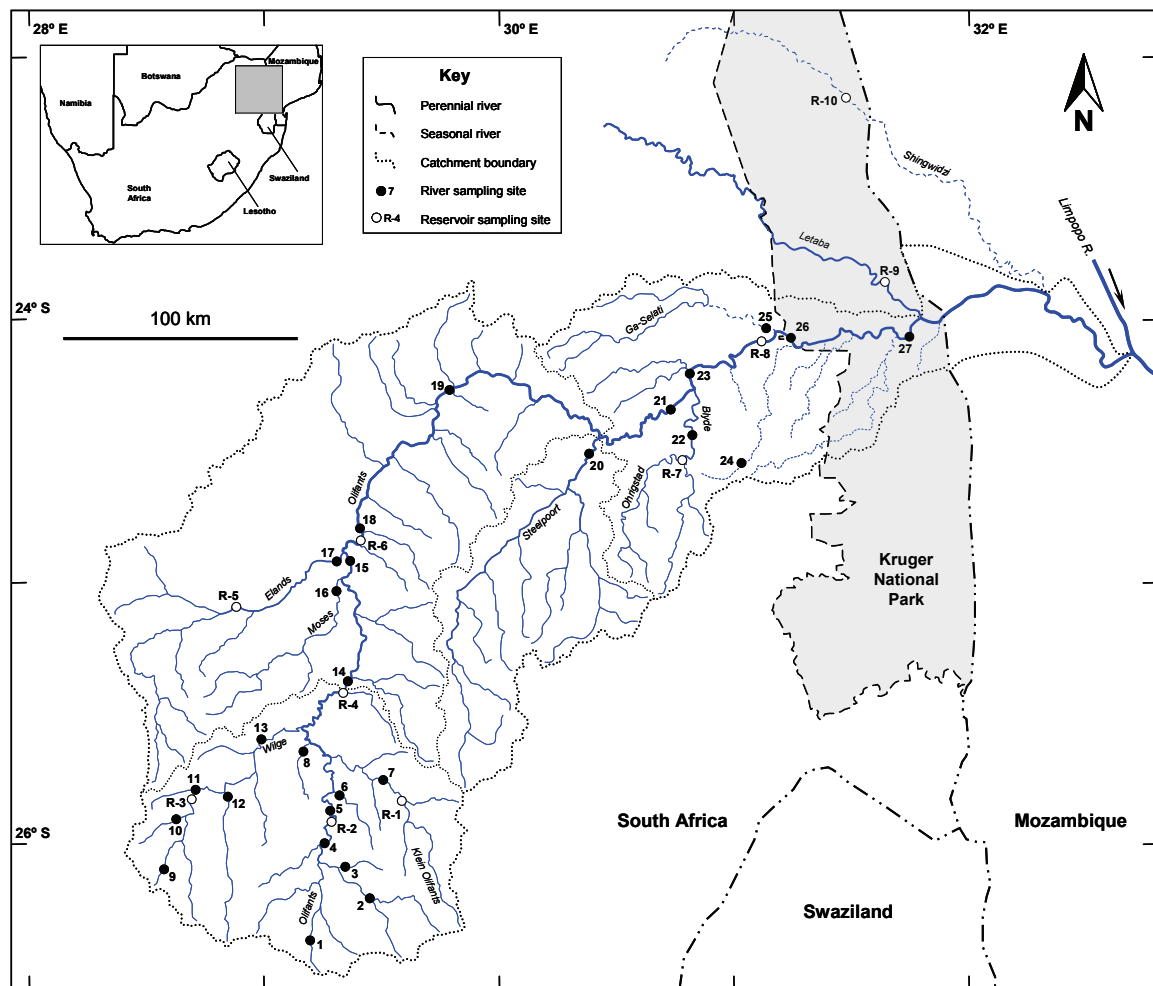 28° E
30° E
32° E
Mozambique
Botswana
Namibia
South
Africa
Swaziland
Lesotho
Key
Perennial river
Seasonal river
Catchment boundary
7
River sampling site
R-4
Reservoir sampling site
N
R-10
Shingwidzi
Limpopo R.
Letaba
R-9
24° S
100 km
Ga-Selati
25
26
R-8
27
19
23
21
Blyde
22
20
R-7
24
Ohrigstad
Olifants
Steelpoort
18
R-6
17
15
Elands
16
R-5
Moses
Kruger
National
Park
14
R-4
13
Wilge
8
7
11
6
R-3
12
5
R-1
10
R-2
South Africa
Mozambique
26° S
4
3
Klein Olifants
9
2
Olifants
Swaziland
1